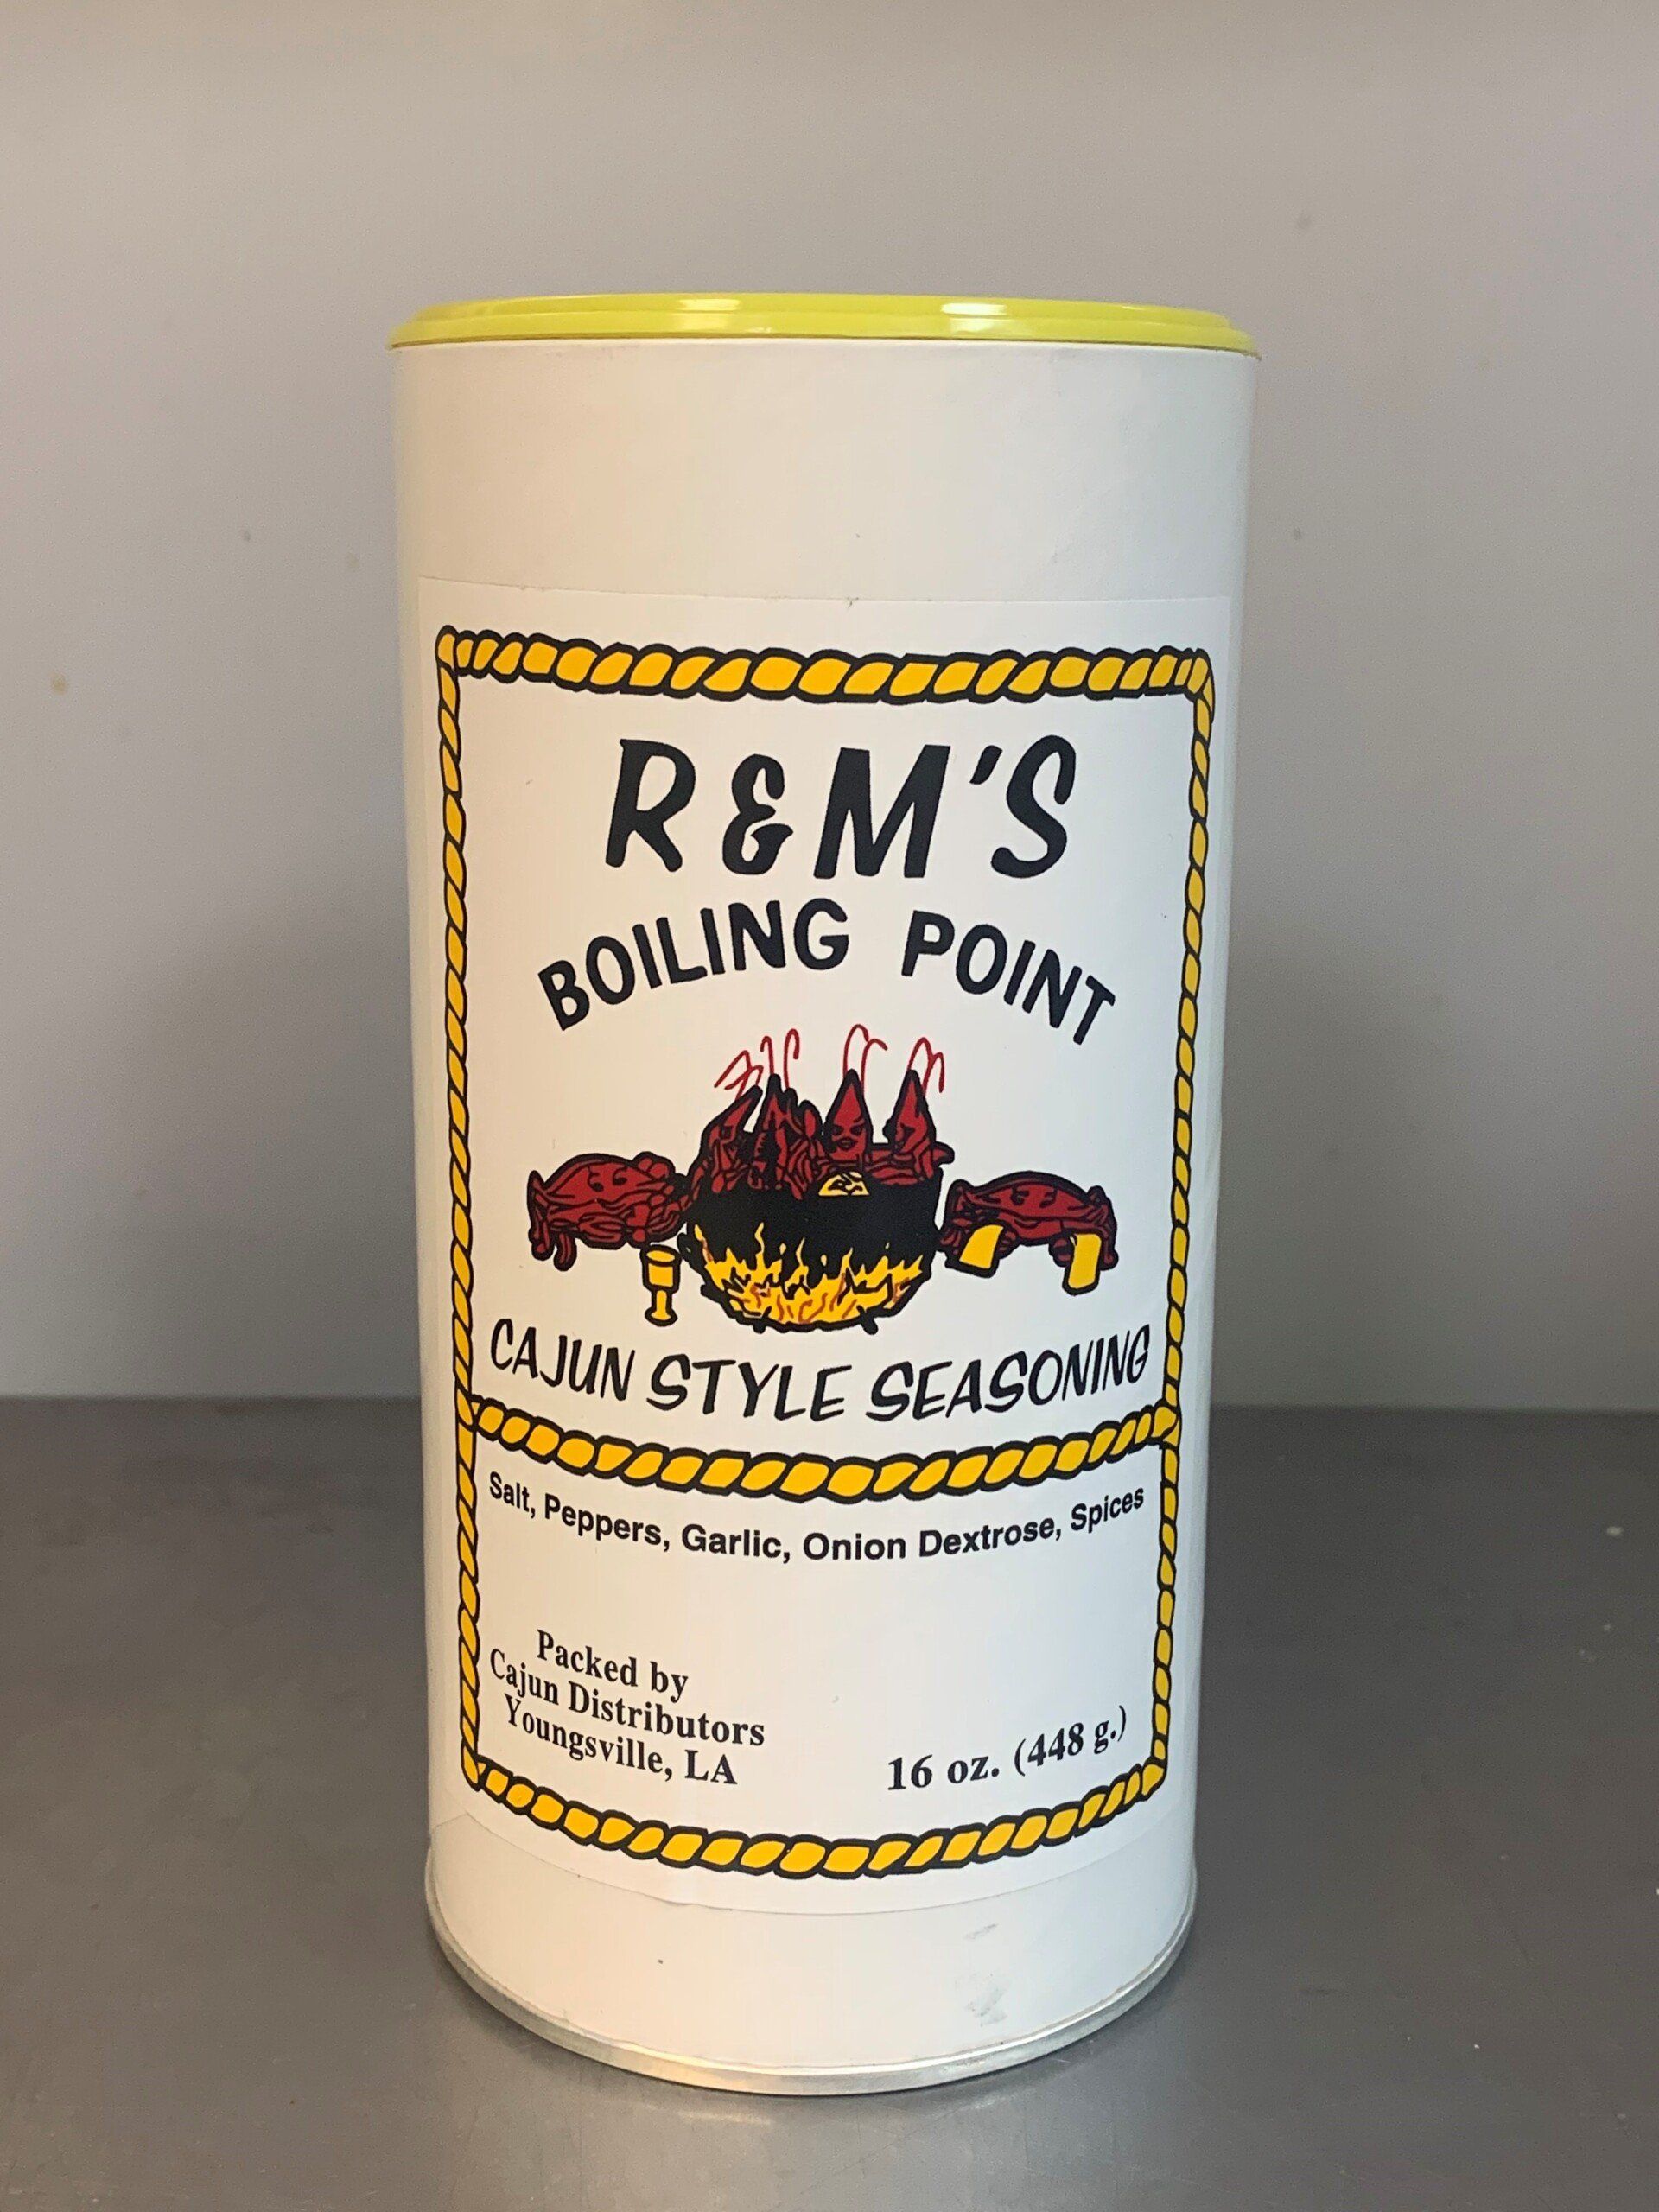 R&M'S
BOILING POINT
CAJUN STYLE SEASONING
Salt, Peppers, Garlic, Onion Dextrose, Spices
Packed by
Cajun Distributors
Youngsville, LA
16 oz. (448 g.)